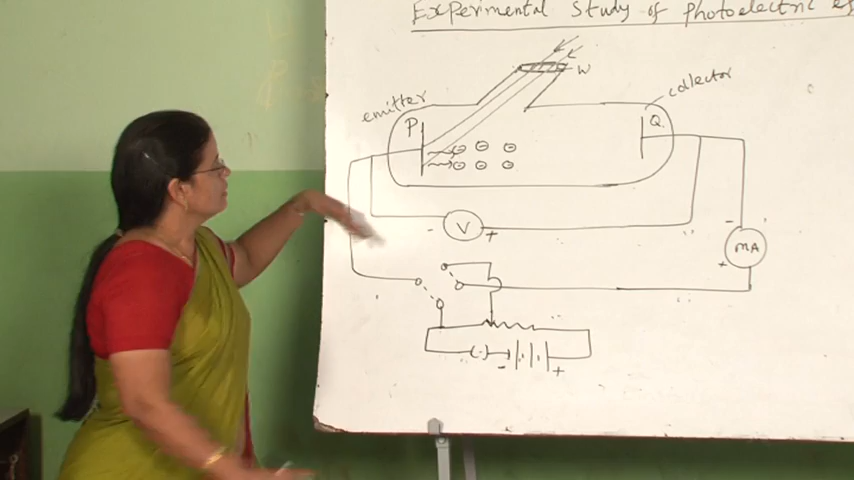 Experimental Study of photoelectric
W
emitter
collector
P
Q
- V +
-
mA
+
- +